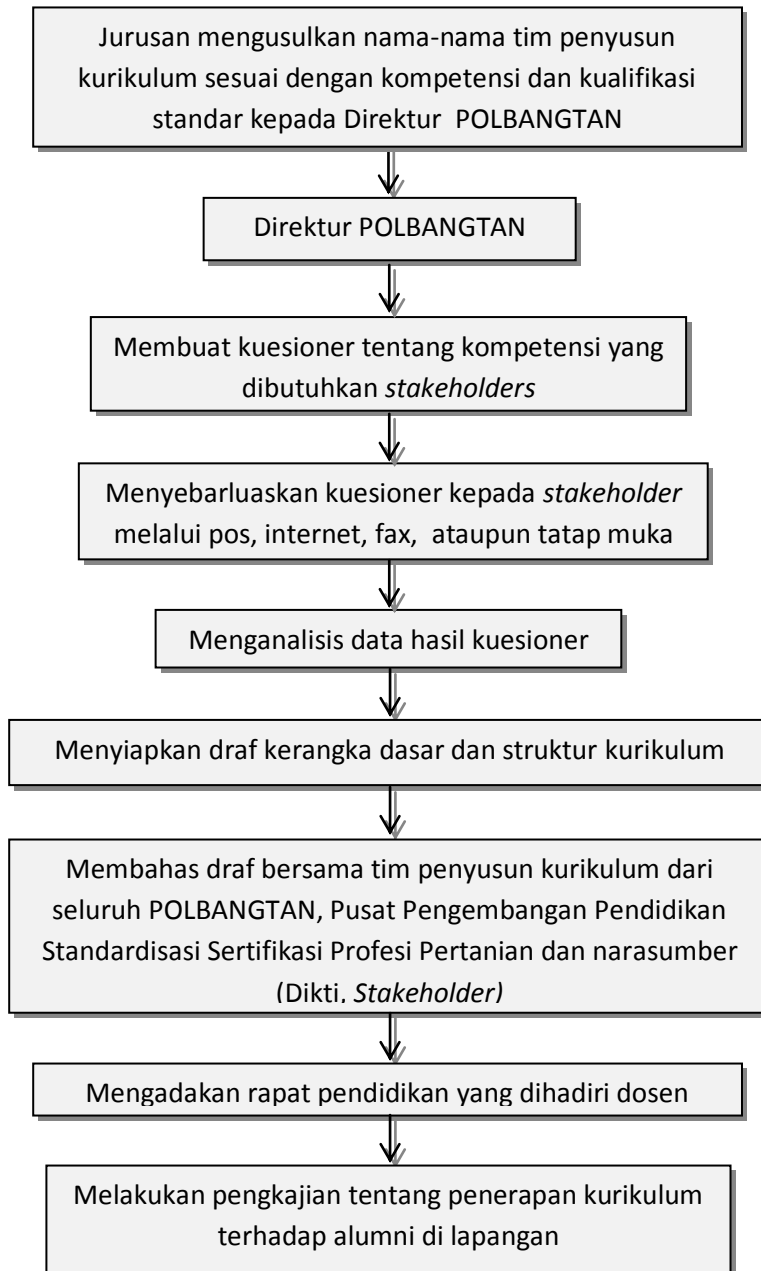 Jurusan mengusulkan nama-nama tim penyusun
kurikulum sesuai dengan kompetensi dan kualifikasi
standar kepada Direktur POLBANGTAN
Direktur POLBANGTAN
Membuat kuesioner tentang kompetensi yang
dibutuhkan stakeholders
Menyebarluaskan kuesioner kepada stakeholder
melalui pos, internet, fax, ataupun tatap muka
Menganalisis data hasil kuesioner
Menyiapkan draf kerangka dasar dan struktur kurikulum
Membahas draf bersama tim penyusun kurikulum dari
seluruh POLBANGTAN, Pusat Pengembangan Pendidikan
Standardisasi Sertifikasi Profesi Pertanian dan narasumber
(Dikti, Stakeholder)
Mengadakan rapat pendidikan yang dihadiri dosen
Melakukan pengkajian tentang penerapan kurikulum
terhadap alumni di lapangan